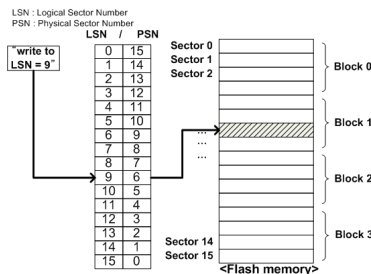 LSN : Logical Sector Number
PSN : Physical Sector Number
LSN / PSN
"write to
LSN = 9"
0 15
1 14
2 13
3 12
4 11
5 10
6 9
7 8
8 7
9 6
10 5
11 4
12 3
13 2
14 1
15 0
Sector 0
Sector 1
Sector 2
...
...
...
Sector 14
Sector 15
Block 0
Block 1
Block 2
Block 3
<Flash memory>